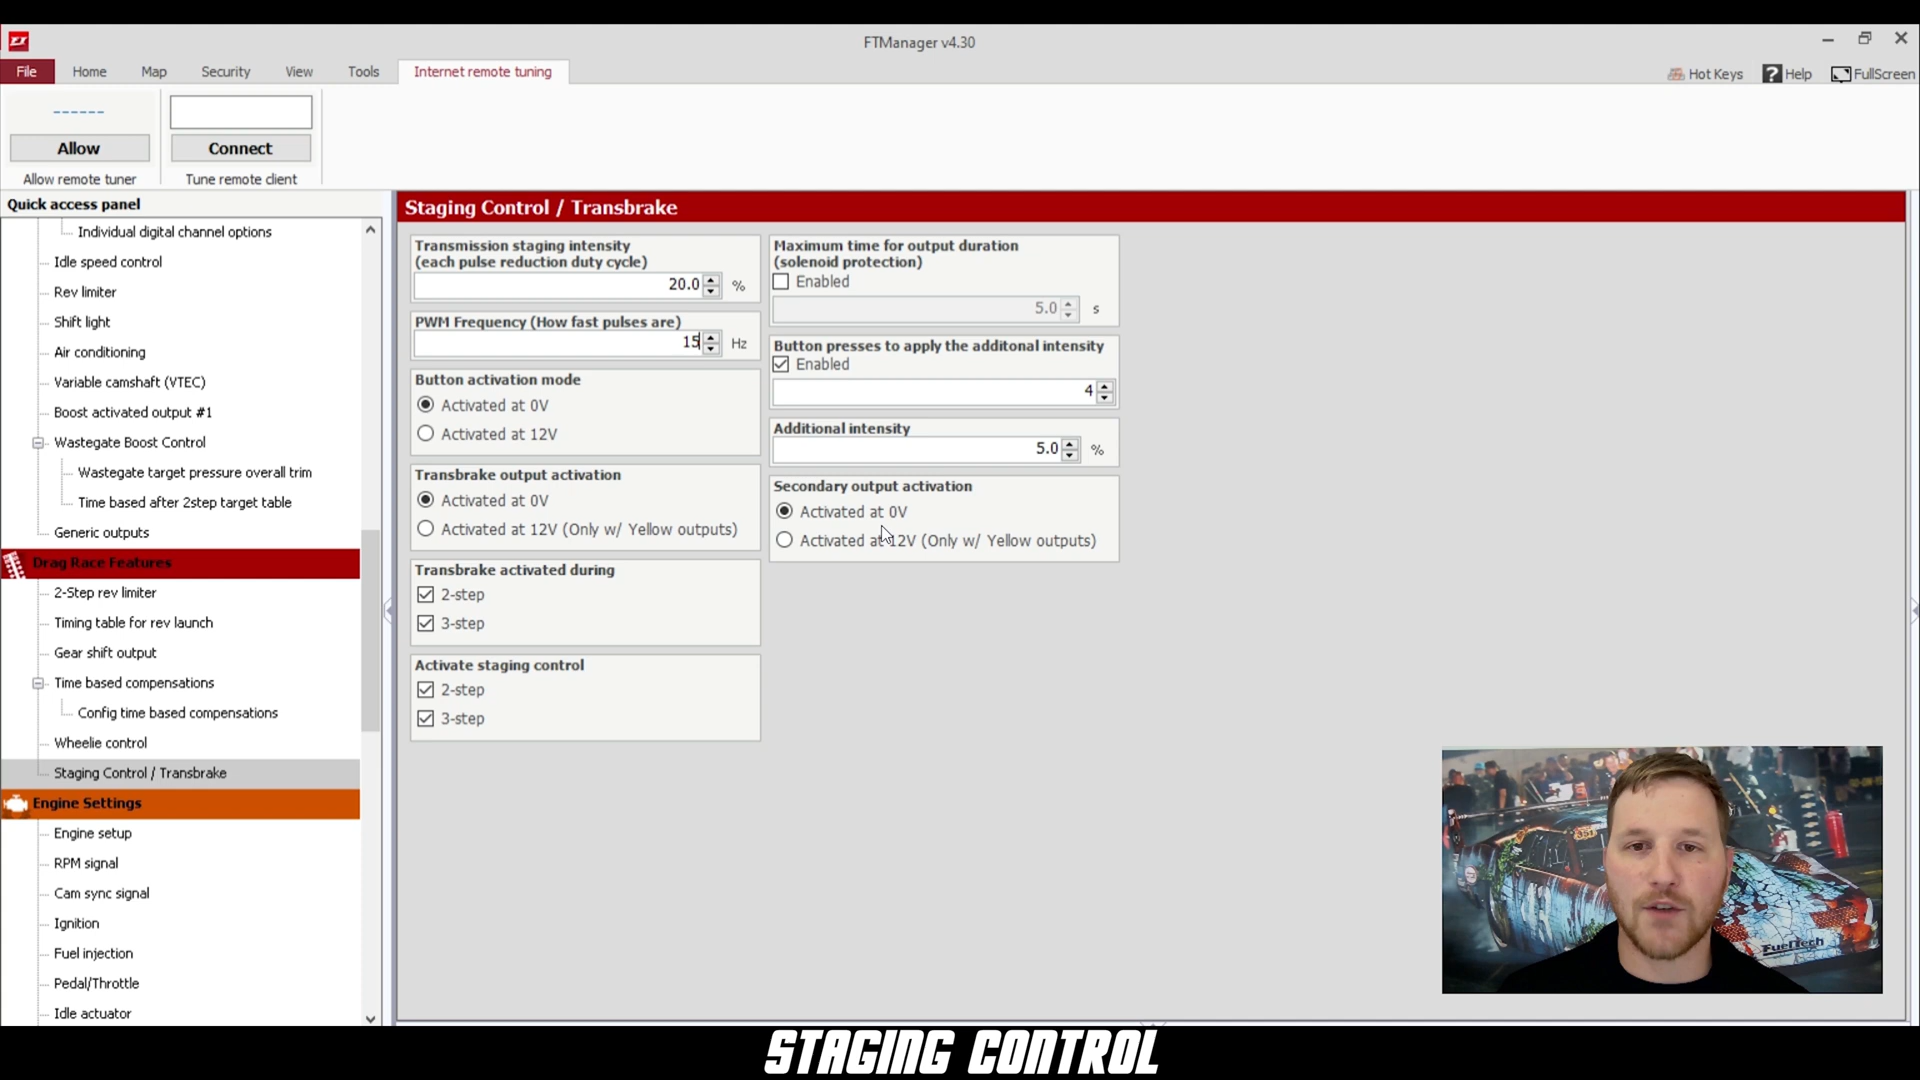 FTManager v4.30
File
Home
Map
Security
View
Tools
Internet remote tuning
Hot Keys
? Help
FullScreen
------
Allow
Connect
Allow remote tuner
Tune remote client
Quick access panel
Individual digital channel options
Idle speed control
Rev limiter
Shift light
Air conditioning
Variable camshaft (VTEC)
Boost activated output #1
Wastegate Boost Control
Wastegate target pressure overall trim
Time based after 2step target table
Generic outputs
Drag Race Features
2-Step rev limiter
Timing table for rev launch
Gear shift output
Time based compensations
Config time based compensations
Wheelie control
Staging Control / Transbrake
Engine Settings
Engine setup
RPM signal
Cam sync signal
Ignition
Fuel injection
Pedal/Throttle
Idle actuator
Staging Control / Transbrake
Transmission staging intensity
(each pulse reduction duty cycle)
20.0 %
PWM Frequency (How fast pulses are)
15 Hz
Button activation mode
Activated at 0V
Activated at 12V
Transbrake output activation
Activated at 0V
Activated at 12V (Only w/ Yellow outputs)
Transbrake activated during
2-step
3-step
Activate staging control
2-step
3-step
Maximum time for output duration
(solenoid protection)
Enabled
5.0 s
Button presses to apply the additonal intensity
Enabled
4
Additional intensity
5.0 %
Secondary output activation
Activated at 0V
Activated at 12V (Only w/ Yellow outputs)
351
FuelTech
STAGING CONTROL